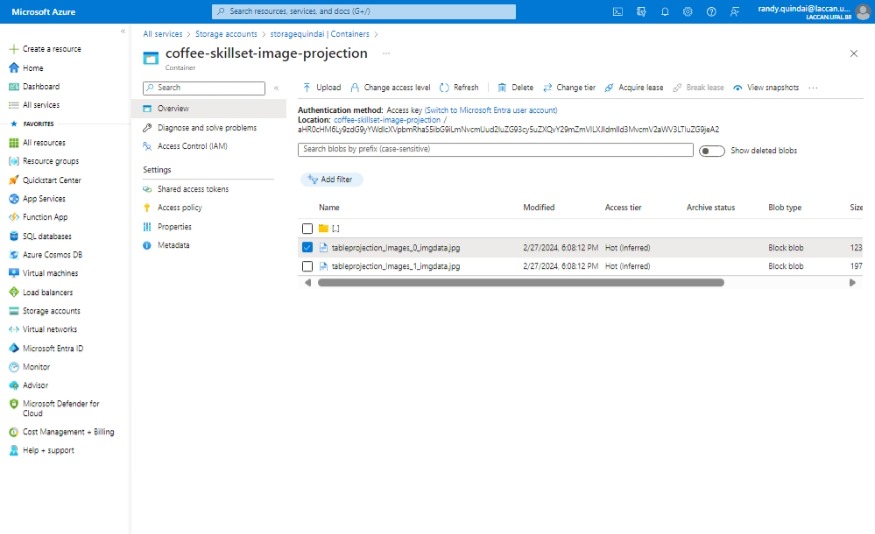 Microsoft Azure
Search resources, services, and docs (G+/)
randy.quindai@laccan.u...
LACCAN.UFAL.BR
Create a resource
Home
Dashboard
All services
FAVORITES
All resources
Resource groups
Quickstart Center
App Services
Function App
SQL databases
Azure Cosmos DB
Virtual machines
Load balancers
Storage accounts
Virtual networks
Microsoft Entra ID
Monitor
Advisor
Microsoft Defender for
Cloud
Cost Management + Billing
Help + support
All services > Storage accounts > storagequindai | Containers >
coffee-skillset-image-projection ...
Container
Search
Overview
Diagnose and solve problems
Access Control (IAM)
Settings
Shared access tokens
Access policy
Properties
Metadata
Upload Change access level Refresh Delete Change tier Acquire lease Break lease View snapshots ...
Authentication method: Access key (Switch to Microsoft Entra user account)
Location: coffee-skillset-image-projection /
Search blobs by prefix (case-sensitive)
Show deleted blobs
Add filter
Name Modified Access tier Archive status Blob type Size
[..]
tableprojection_images_0_imgdata.jpg 2/27/2024, 6:08:12 PM Hot (Inferred) Block blob 123.
tableprojection_images_1_imgdata.jpg 2/27/2024, 6:08:12 PM Hot (Inferred) Block blob 197